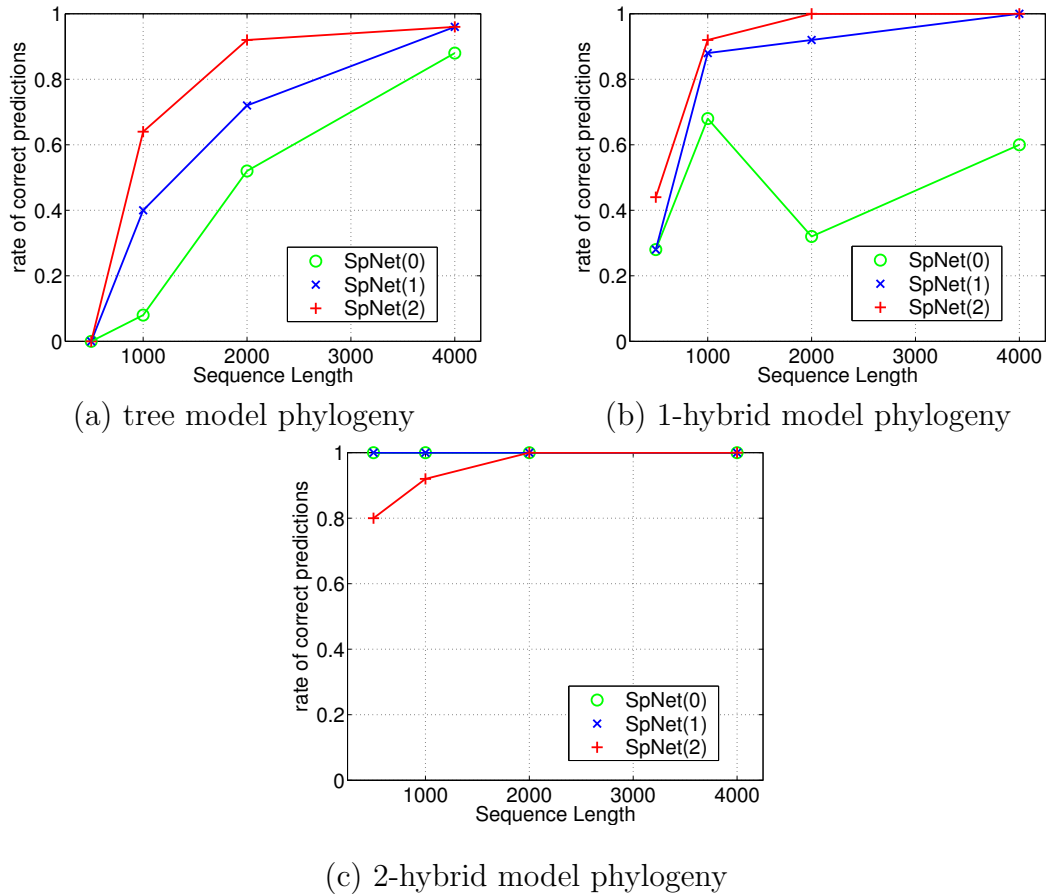 1
0.8
0.6
0.4
0.2
0
rate of correct predictions
1000 2000 3000 4000
Sequence Length
SpNet(0)
SpNet(1)
SpNet(2)
(a) tree model phylogeny
1
0.8
0.6
0.4
0.2
0
rate of correct predictions
1000 2000 3000 4000
Sequence Length
SpNet(0)
SpNet(1)
SpNet(2)
(b) 1-hybrid model phylogeny
1
0.8
0.6
0.4
0.2
0
rate of correct predictions
1000 2000 3000 4000
Sequence Length
SpNet(0)
SpNet(1)
SpNet(2)
(c) 2-hybrid model phylogeny